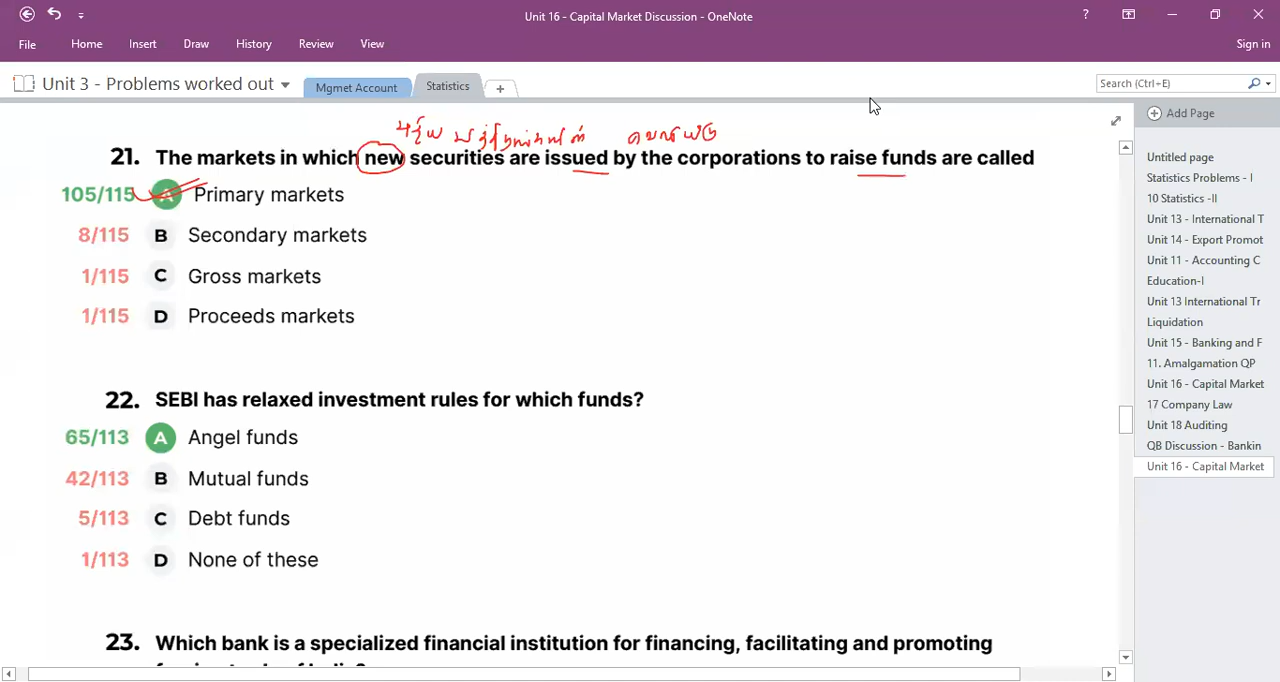 Unit 16 - Capital Market Discussion - OneNote
?
File Home Insert Draw History Review View Sign in
Unit 3 - Problems worked out Mgmet Account Statistics + Search (Ctrl+E)
Add Page
21. The markets in which new securities are issued by the corporations to raise funds are called
105/115 A Primary markets
8/115 B Secondary markets
1/115 C Gross markets
1/115 D Proceeds markets
22. SEBI has relaxed investment rules for which funds?
65/113 A Angel funds
42/113 B Mutual funds
5/113 C Debt funds
1/113 D None of these
23. Which bank is a specialized financial institution for financing, facilitating and promoting
Untitled page
Statistics Problems - I
10 Statistics -II
Unit 13 - International T
Unit 14 - Export Promot
Unit 11 - Accounting C
Education-I
Unit 13 International Tr
Liquidation
Unit 15 - Banking and F
11. Amalgamation QP
Unit 16 - Capital Market
17 Company Law
Unit 18 Auditing
QB Discussion - Bankin
Unit 16 - Capital Market